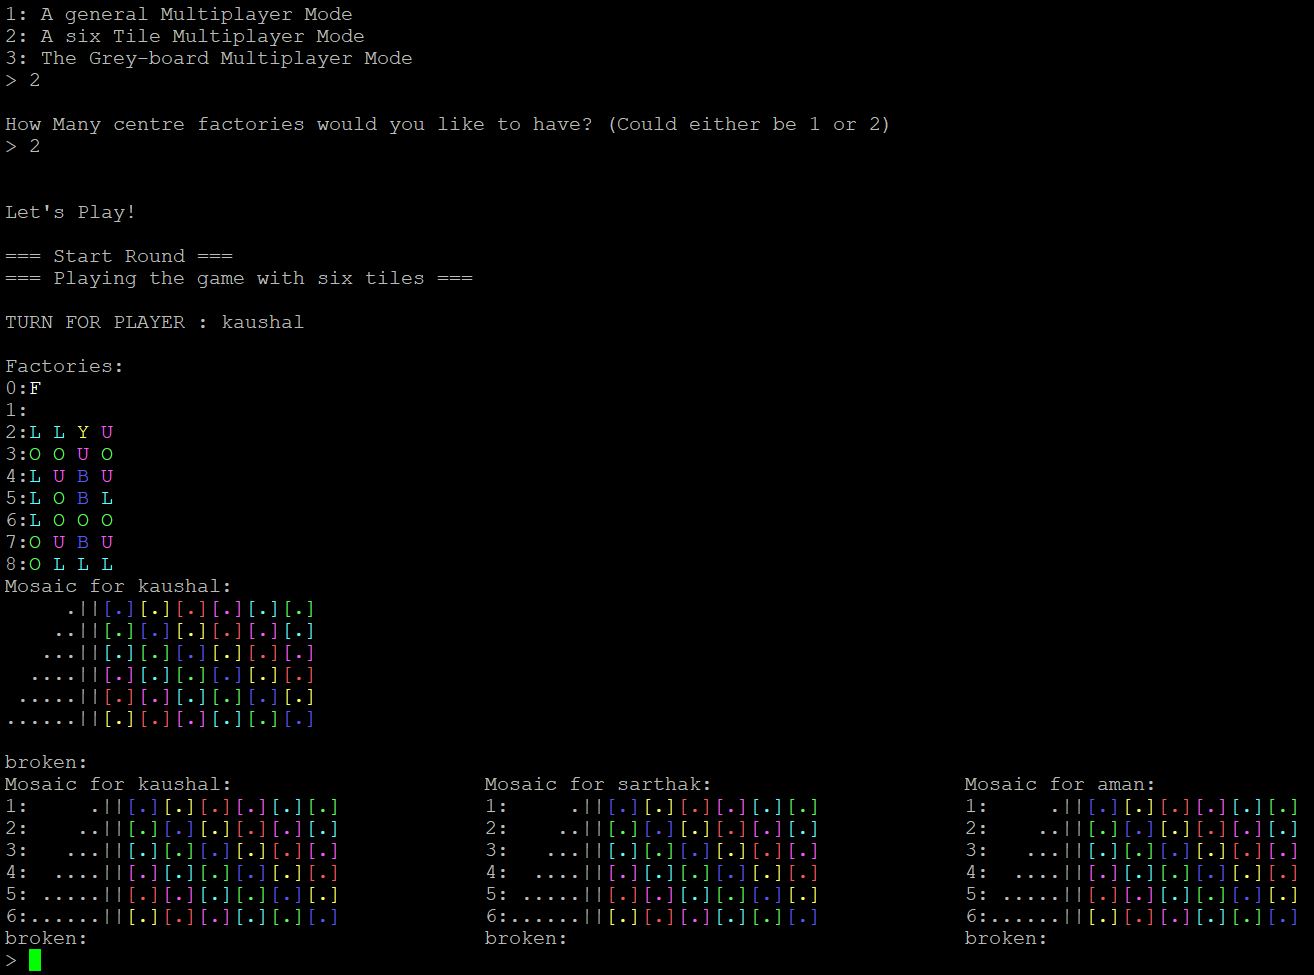 1: A general Multiplayer Mode
2: A six Tile Multiplayer Mode
3: The Grey-board Multiplayer Mode
> 2
How Many centre factories would you like to have? (Could either be 1 or 2)
> 2
Let's Play!
=== Start Round ===
=== Playing the game with six tiles ===
TURN FOR PLAYER : kaushal
Factories:
0:F
1:
2:L L Y U
3:O O U O
4:L U B U
5:L O B L
6:L O O O
7:O U B U
8:O L L L
Mosaic for kaushal:
     .||[.][.][.][.][.][.]
    ..||[.][.][.][.][.][.]
   ...||[.][.][.][.][.][.]
  ....||[.][.][.][.][.][.]
 .....||[.][.][.][.][.][.]
......||[.][.][.][.][.][.]
broken:
Mosaic for kaushal:                     Mosaic for sarthak:                     Mosaic for aman:
1:     .||[.][.][.][.][.][.]            1:     .||[.][.][.][.][.][.]            1:     .||[.][.][.][.][.][.]
2:    ..||[.][.][.][.][.][.]            2:    ..||[.][.][.][.][.][.]            2:    ..||[.][.][.][.][.][.]
3:   ...||[.][.][.][.][.][.]            3:   ...||[.][.][.][.][.][.]            3:   ...||[.][.][.][.][.][.]
4:  ....||[.][.][.][.][.][.]            4:  ....||[.][.][.][.][.][.]            4:  ....||[.][.][.][.][.][.]
5: .....||[.][.][.][.][.][.]            5: .....||[.][.][.][.][.][.]            5: .....||[.][.][.][.][.][.]
6:......||[.][.][.][.][.][.]            6:......||[.][.][.][.][.][.]            6:......||[.][.][.][.][.][.]
broken:                                 broken:                                 broken:
>